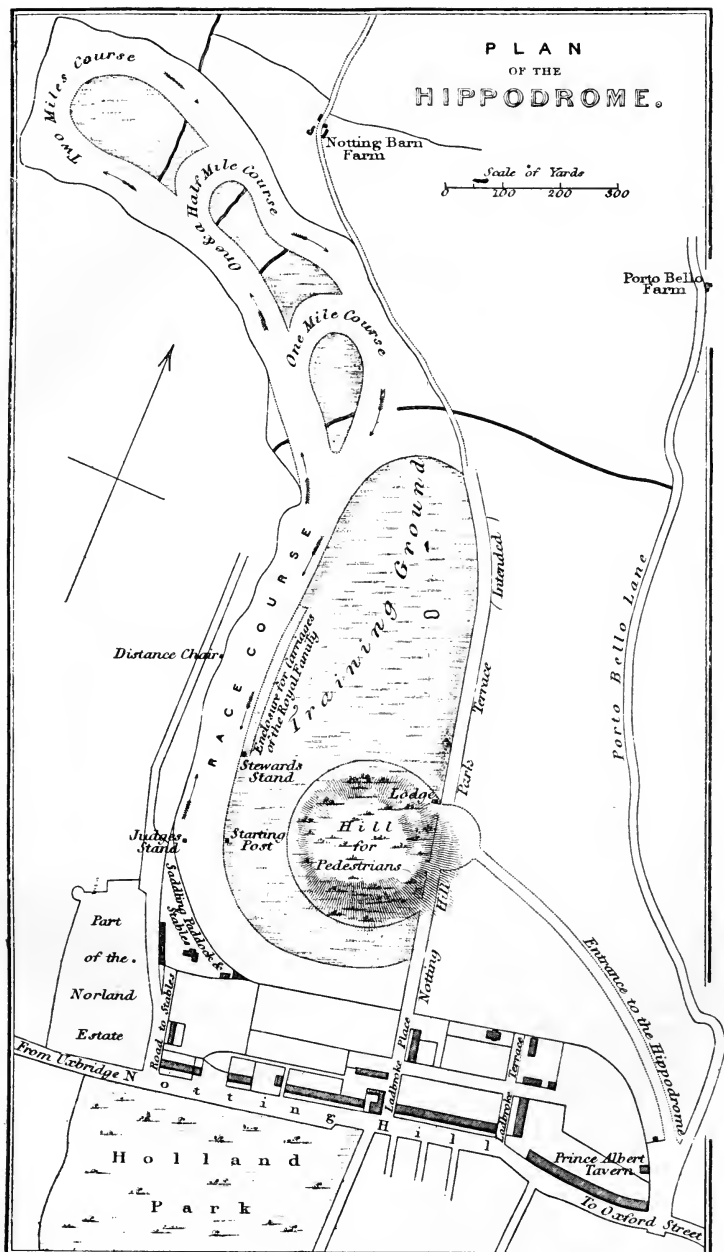 PLAN
OF THE
HIPPODROME.
Scale of Yards
0 100 200 300
Two Miles Course
Notting Barn
Farm
One & a Half Mile Course
Porto Bello
Farm
One Mile Course
RACE COURSE
Training Ground
Intended
Terrace
Porto Bello Lane
Distance Chair
Enclosure for Carriages
of the Royal Family
Stewards
Stand
Lodge
Parks
Hill
for
Pedestrians
Judges
Stand
Starting
Post
Hill
Notting
Saddling Paddock &
Stables
Part
of the
Norland
Estate
Road to Stables
Entrance to the Hippodrome
Place
Ladbroke
Terrace
Ladbroke
From Uxbridge
Notting Hill
Holland
Park
Prince Albert
Tavern
To Oxford Street